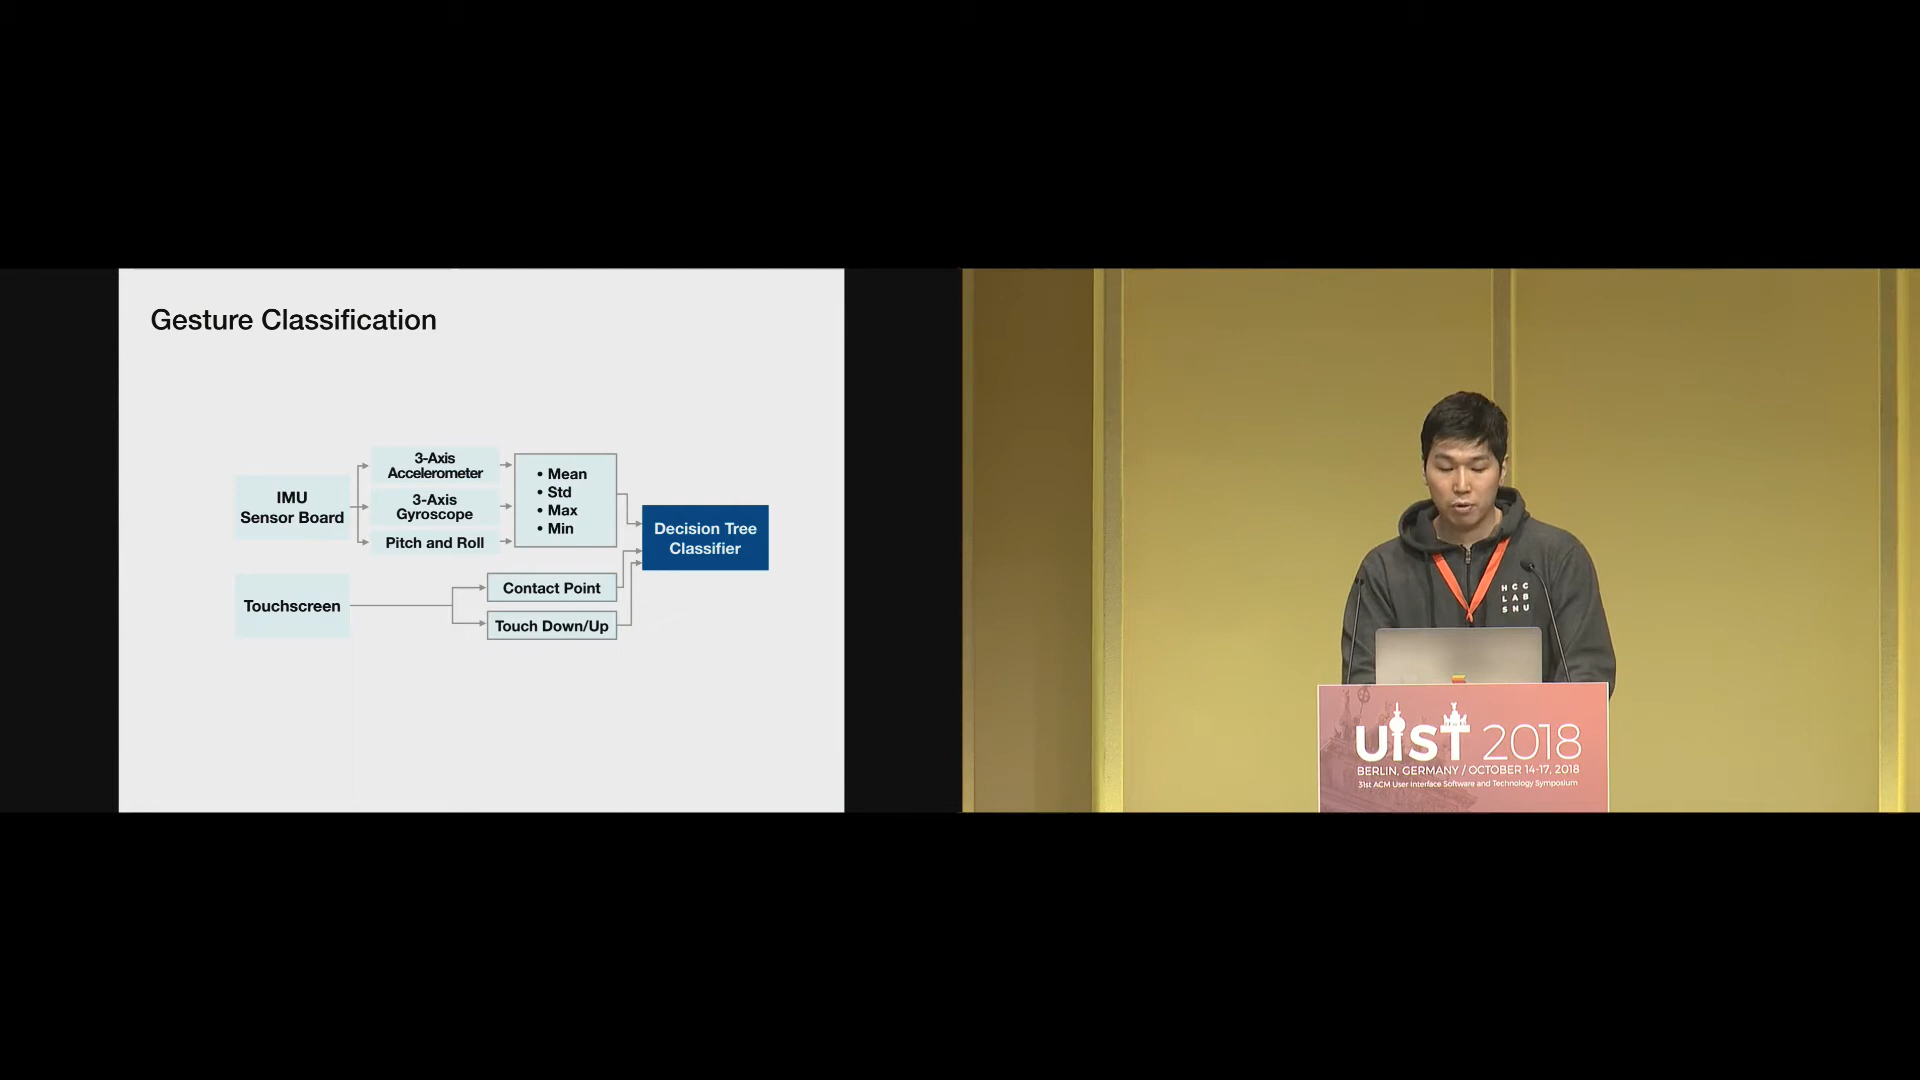 Gesture Classification
IMU
Sensor Board
3-Axis
Accelerometer
3-Axis
Gyroscope
Pitch and Roll
• Mean
• Std
• Max
• Min
Decision Tree
Classifier
Touchscreen
Contact Point
Touch Down/Up
HCC
LAB
SNU
UIST 2018
BERLIN, GERMANY / OCTOBER 14-17, 2018
31st ACM User Interface Software and Technology Symposium